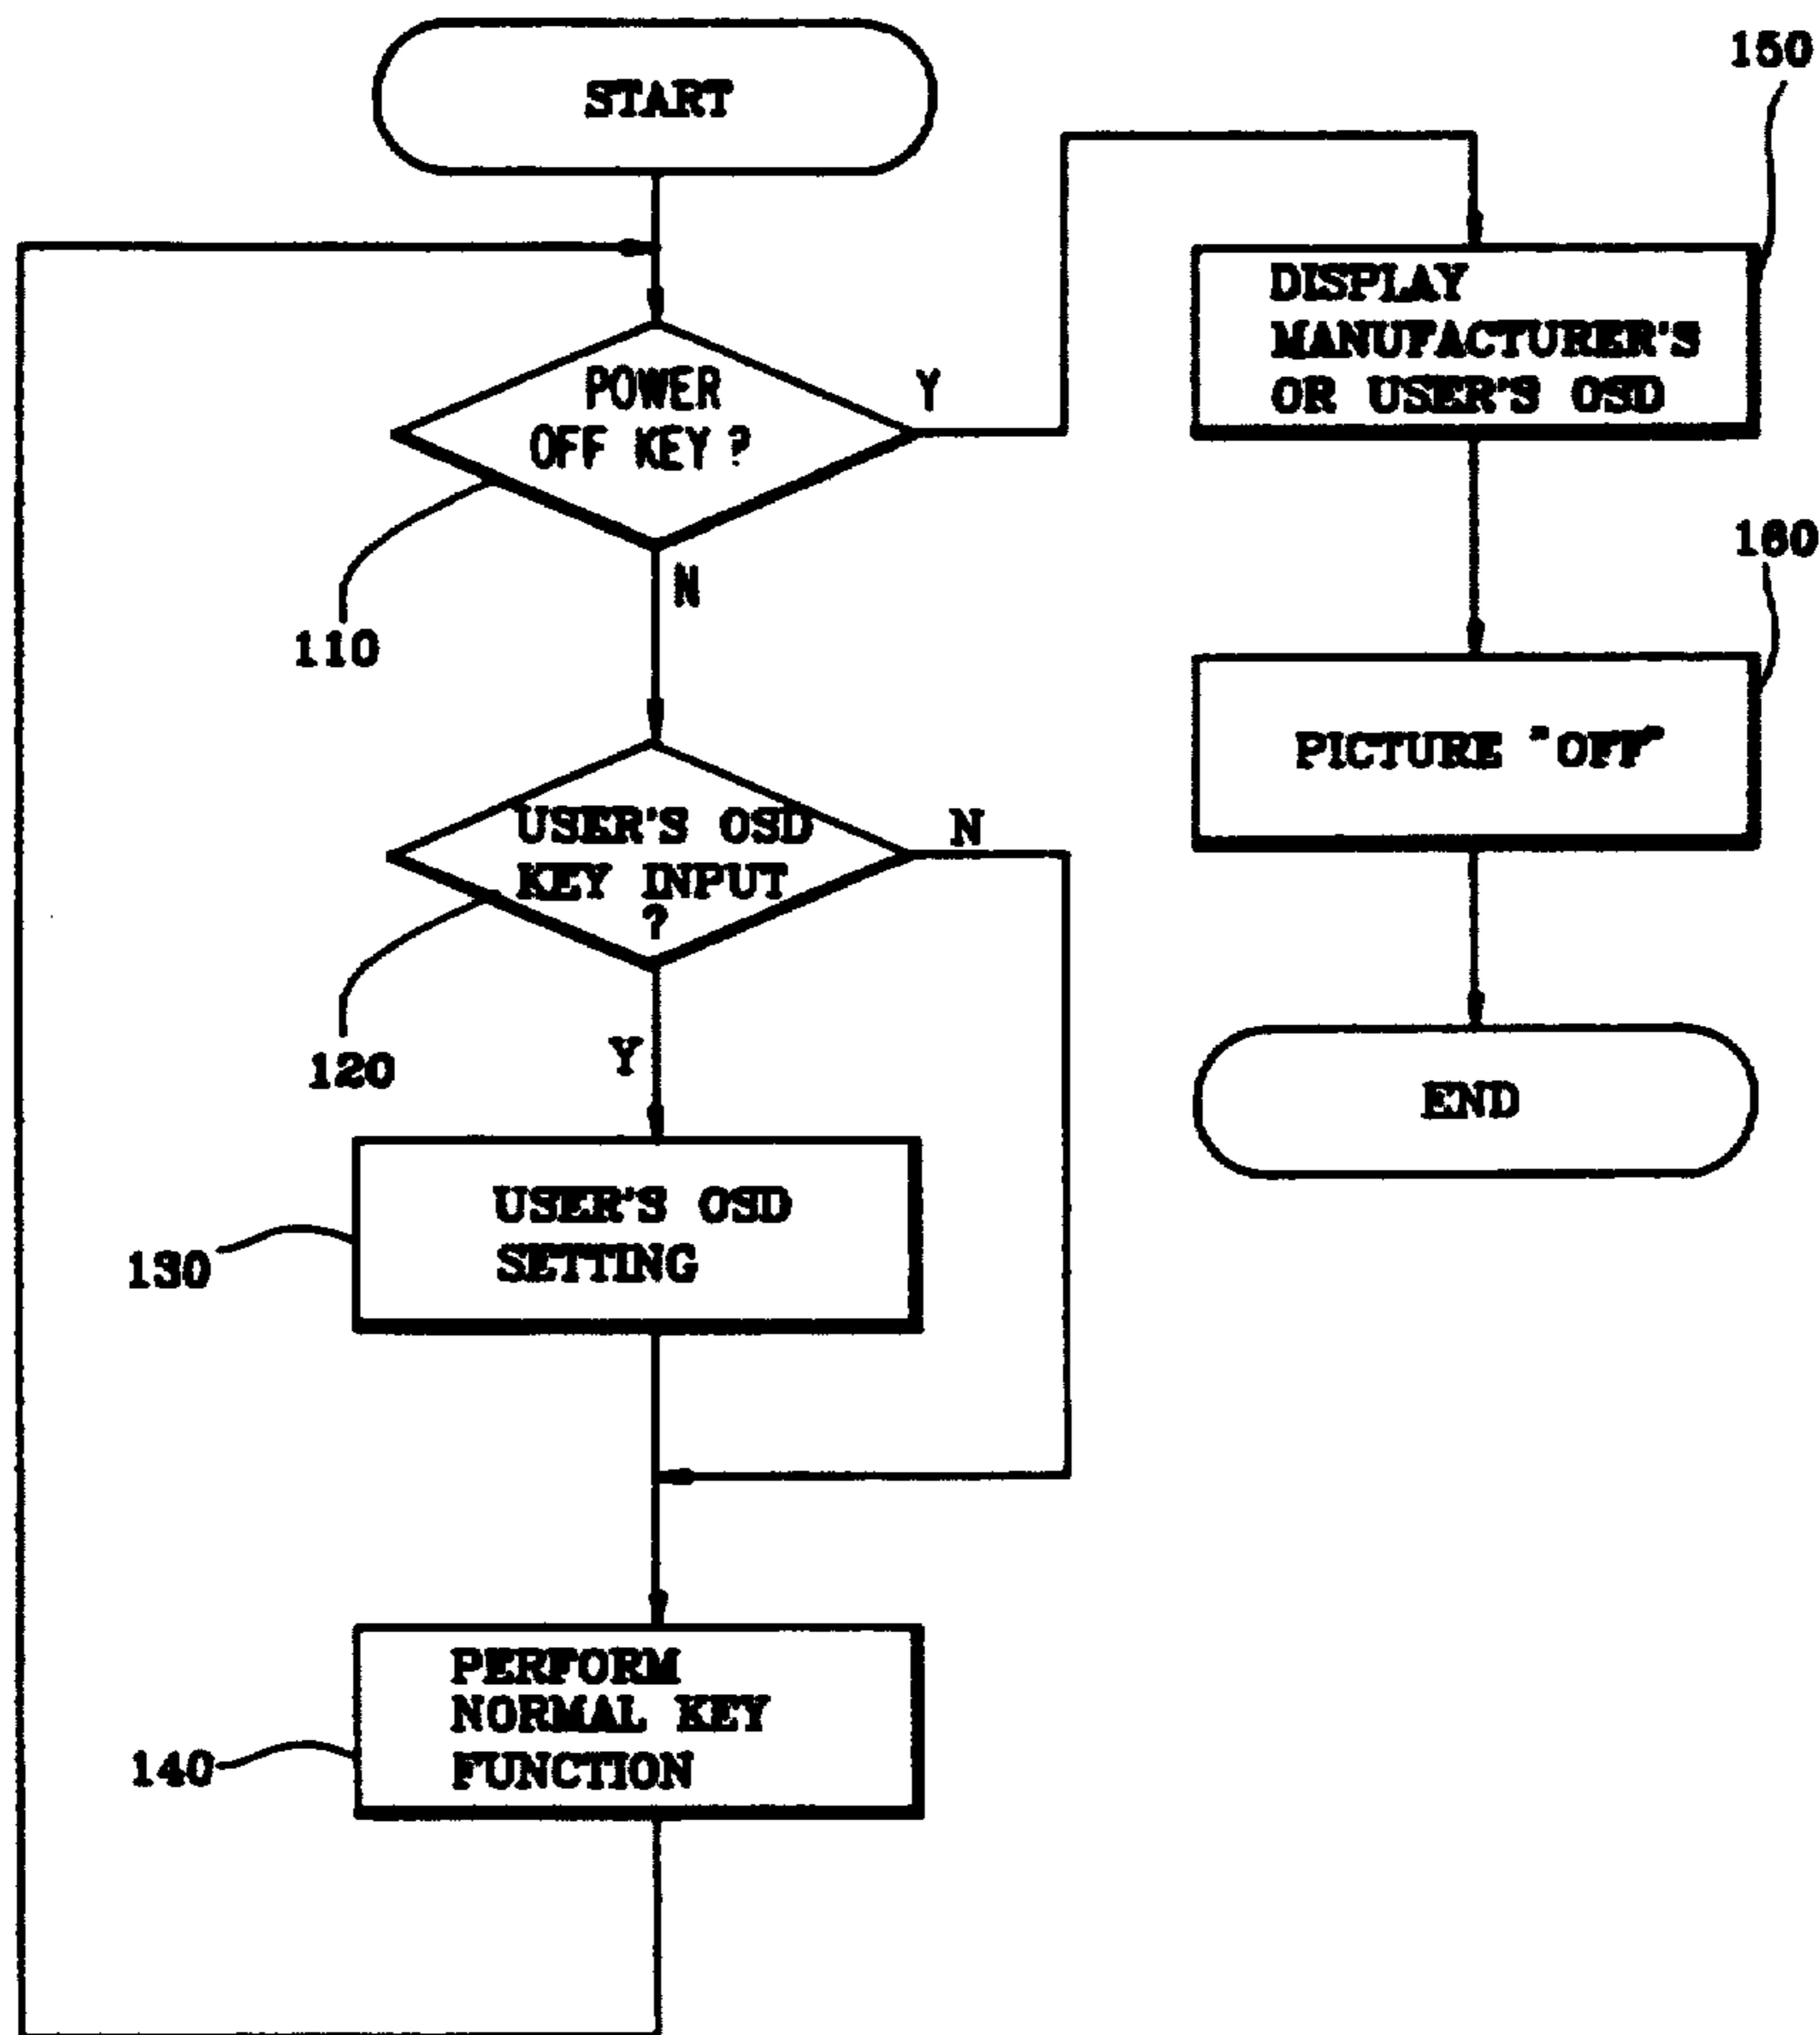 START
POWER
OFF KEY?
Y
110
N
USER'S OSD
KEY INPUT
?
N
120
Y
USER'S OSD
SETTING
130
PERFORM
NORMAL KEY
FUNCTION
140
150
DISPLAY
MANUFACTURER'S
OR USER'S OSD
160
PICTURE "OFF"
END